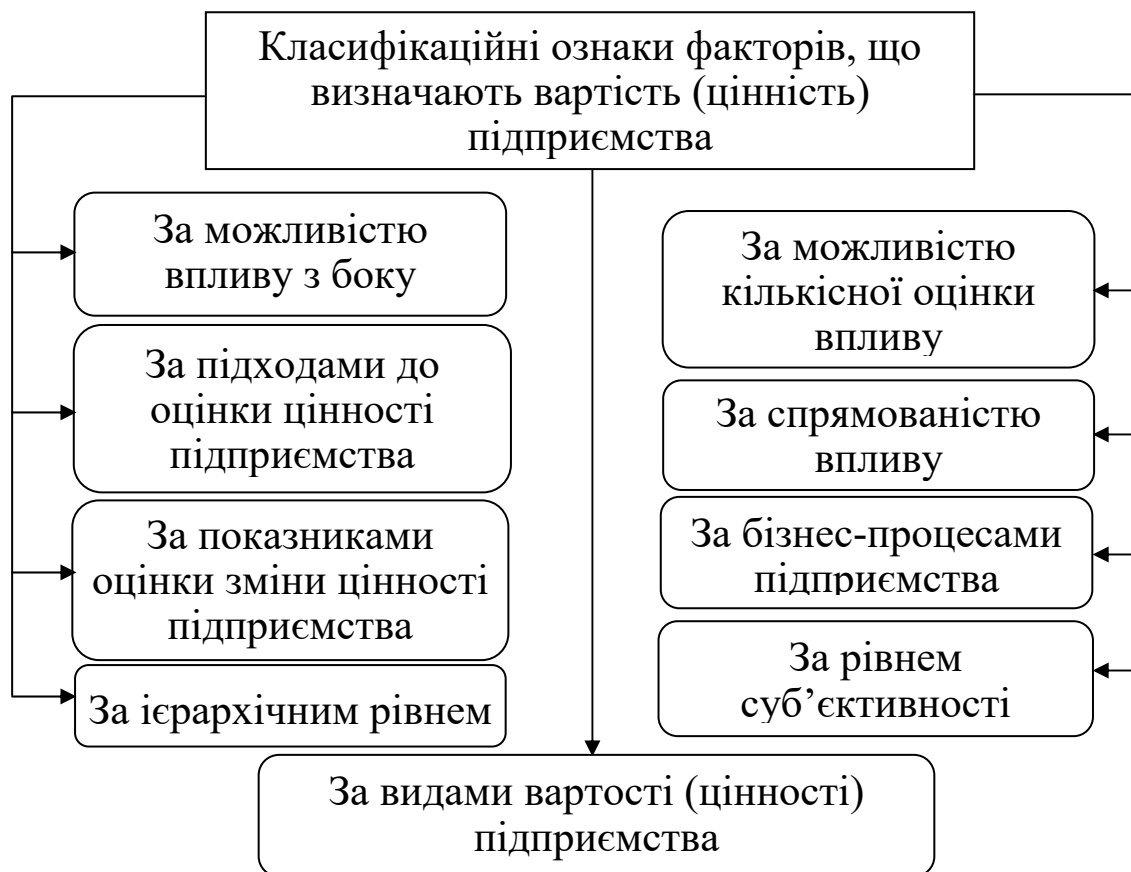 Класифікаційні ознаки факторів, що
визначають вартість (цінність)
підприємства
За можливістю
впливу з боку
За підходами до
оцінки цінності
підприємства
За показниками
оцінки зміни цінності
підприємства
За ієрархічним рівнем
За можливістю
кількісної оцінки
впливу
За спрямованістю
впливу
За бізнес-процесами
підприємства
За рівнем
суб’єктивності
За видами вартості (цінності)
підприємства